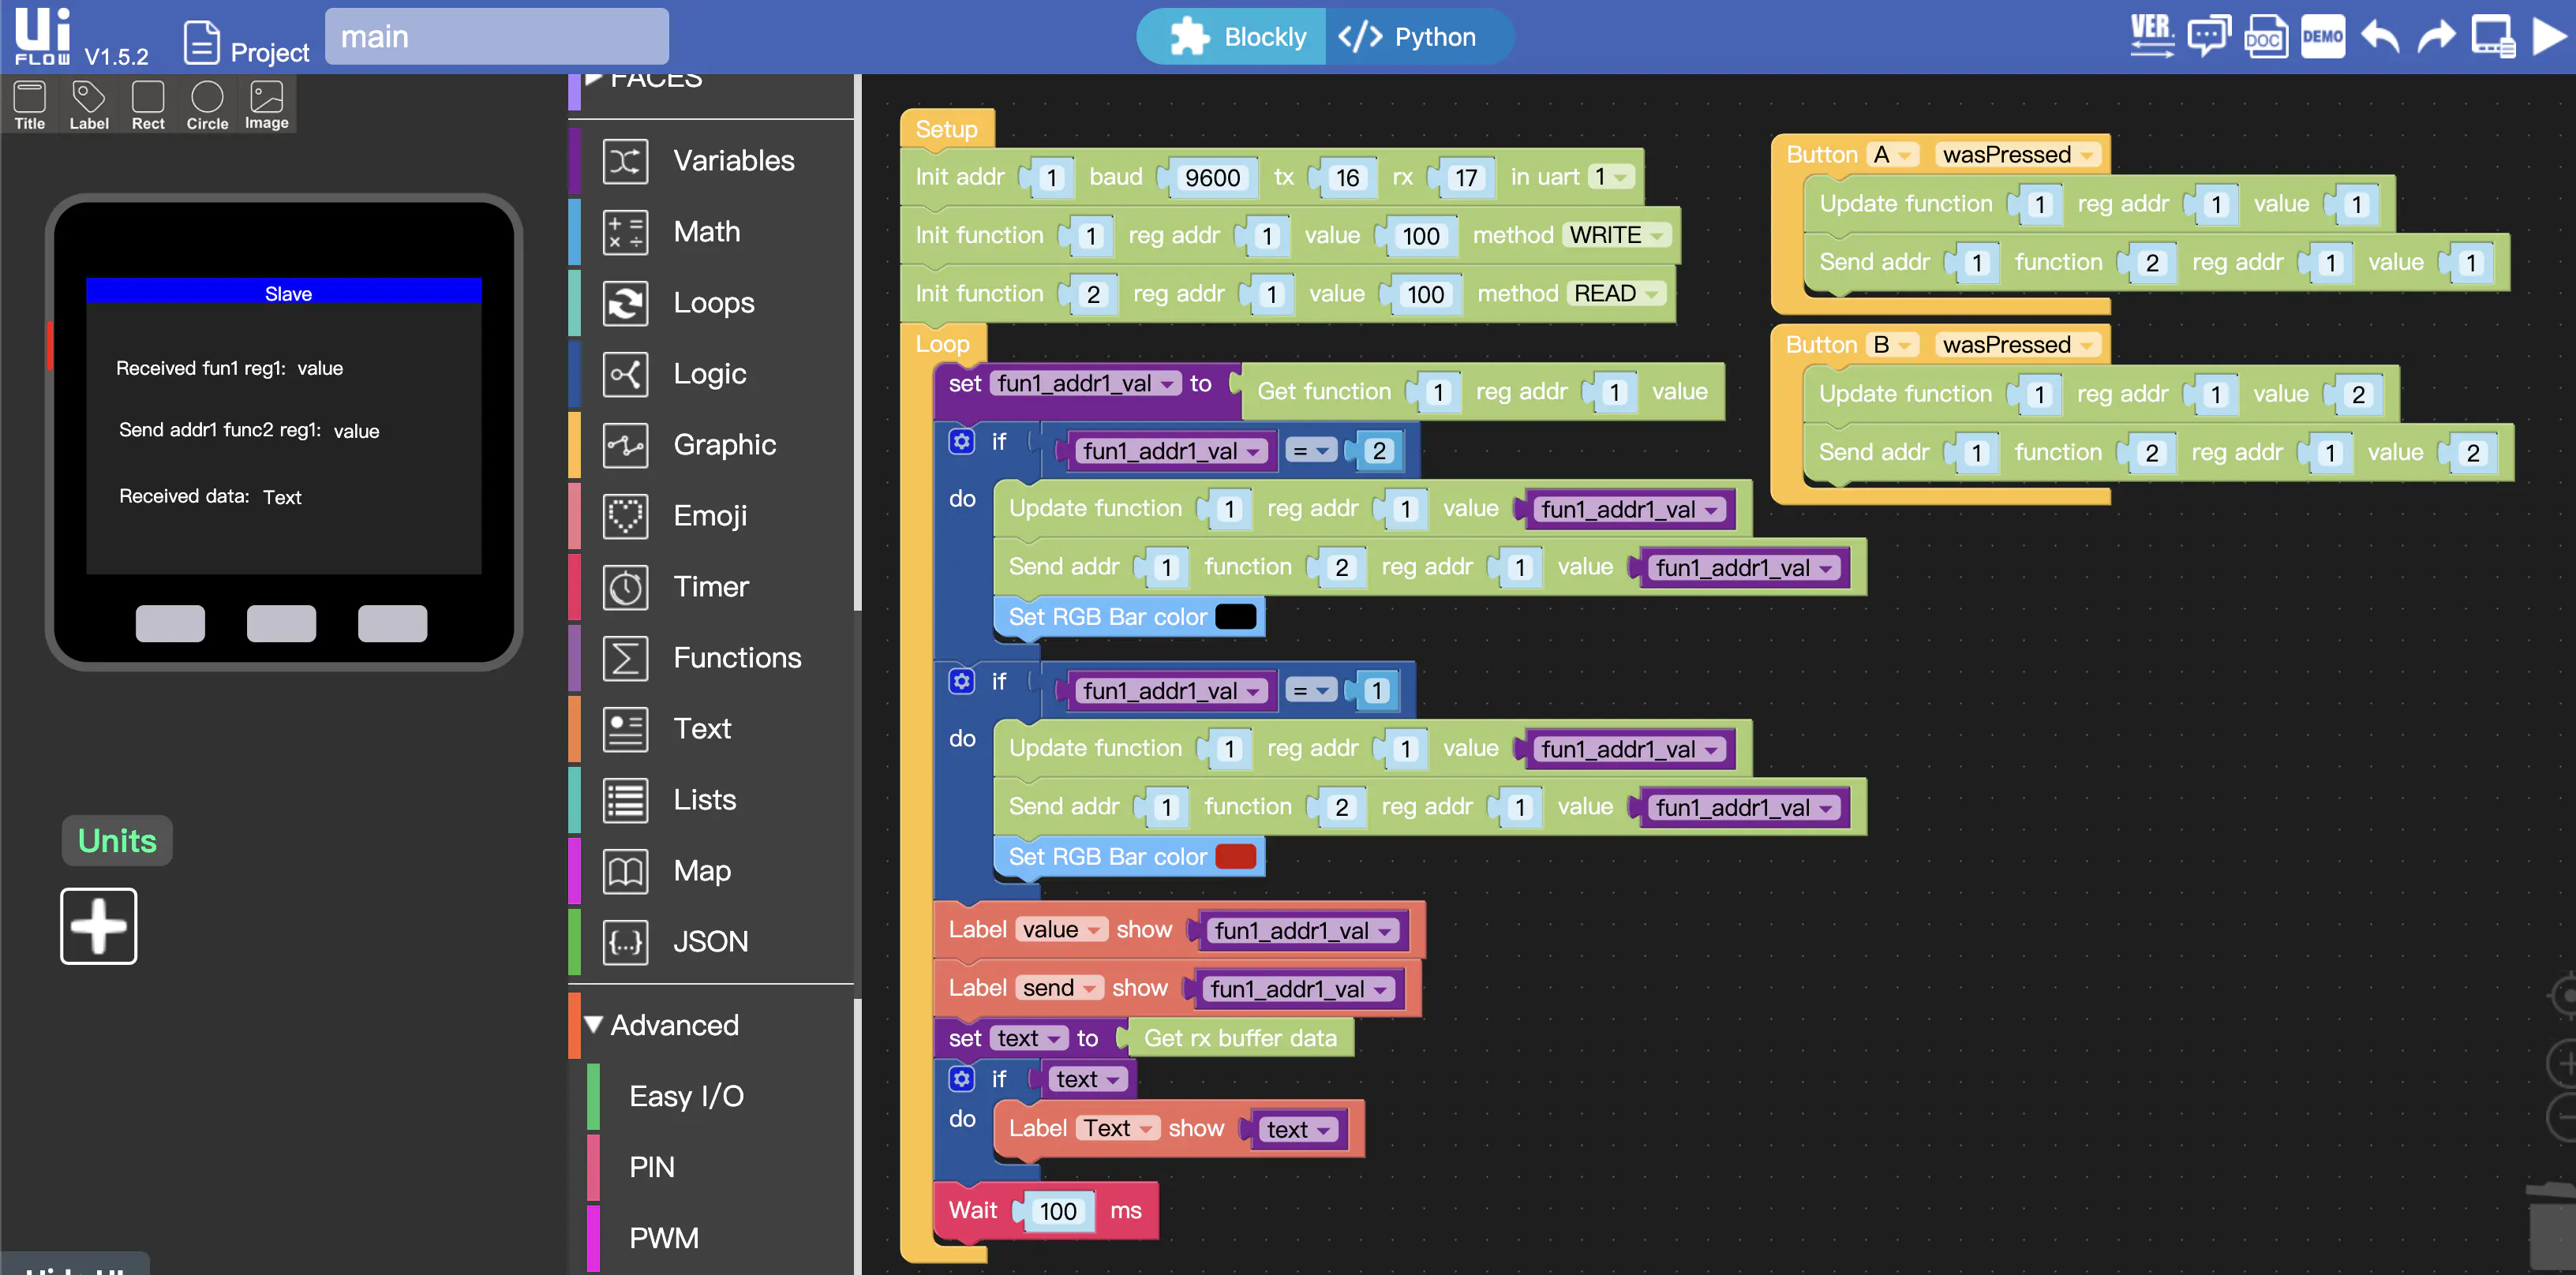 Ui FLOW V1.5.2 Project main Blockly </> Python VER. DOC DEMO
Title Label Rect Circle Image
Slave
Received fun1 reg1: value
Send addr1 func2 reg1: value
Received data: Text
Units
FACES
Variables
Math
Loops
Logic
Graphic
Emoji
Timer
Functions
Text
Lists
Map
JSON
Advanced
Easy I/O
PIN
PWM
Setup
Init addr 1 baud 9600 tx 16 rx 17 in uart 1
Init function 1 reg addr 1 value 100 method WRITE
Init function 2 reg addr 1 value 100 method READ
Loop
set fun1_addr1_val to Get function 1 reg addr 1 value
if fun1_addr1_val = 2
do Update function 1 reg addr 1 value fun1_addr1_val
Send addr 1 function 2 reg addr 1 value fun1_addr1_val
Set RGB Bar color
if fun1_addr1_val = 1
do Update function 1 reg addr 1 value fun1_addr1_val
Send addr 1 function 2 reg addr 1 value fun1_addr1_val
Set RGB Bar color
Label value show fun1_addr1_val
Label send show fun1_addr1_val
set text to Get rx buffer data
if text
do Label Text show text
Wait 100 ms
Button A wasPressed
Update function 1 reg addr 1 value 1
Send addr 1 function 2 reg addr 1 value 1
Button B wasPressed
Update function 1 reg addr 1 value 2
Send addr 1 function 2 reg addr 1 value 2